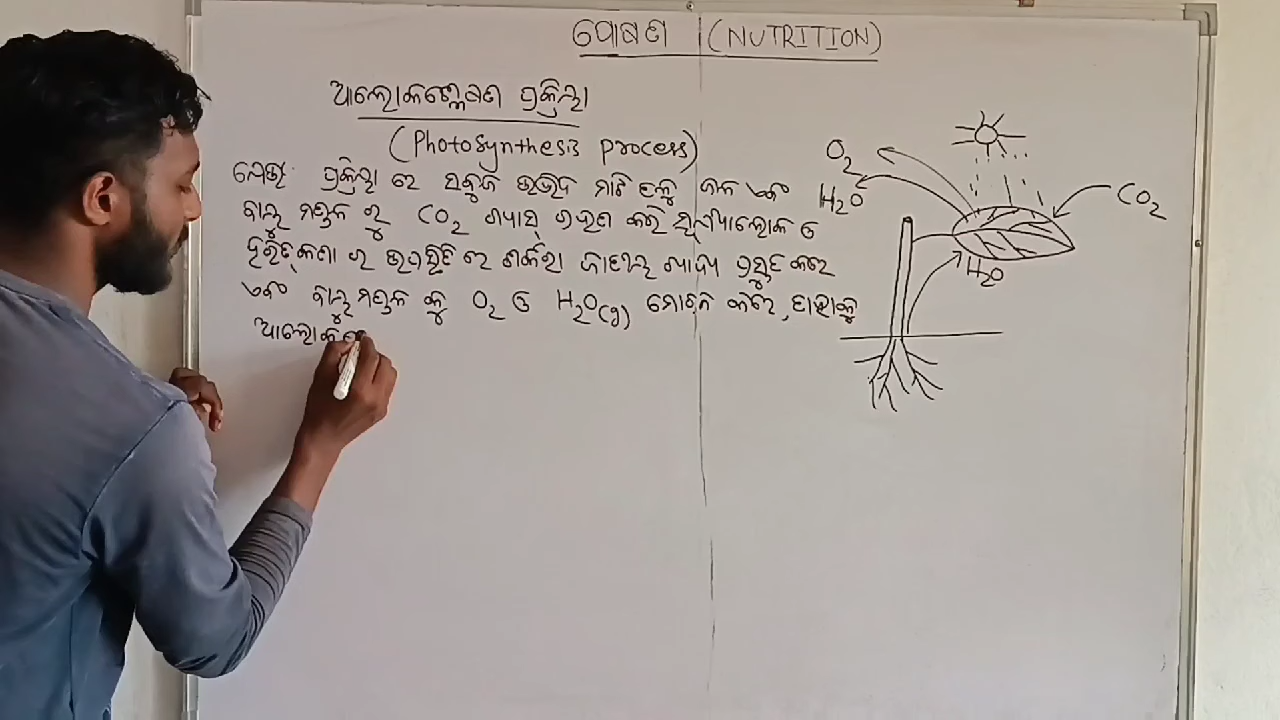 ପୋଷଣ (NUTRITION)
ଆଲୋକଶ୍ଳେଷଣ ପ୍ରକ୍ରିୟା
(Photosynthesis process)
ଯେଉଁ ପ୍ରକ୍ରିୟା ରେ ସବୁଜ ଉଦ୍ଭିଦ ମାଟି ରୁ ଜଳ ଏବଂ
ବାୟୁ ମଣ୍ଡଳ ରୁ CO2 ଗ୍ୟାସ୍ ଗ୍ରହଣ କରି ସୂର୍ଯ୍ୟାଲୋକ ଓ
ହରିତ୍‌କଣା ର ଉପସ୍ଥିତି ରେ ଶର୍କରା ଜାତୀୟ ଖାଦ୍ୟ ପ୍ରସ୍ତୁତ କରେ
ଏବଂ ବାୟୁ ମଣ୍ଡଳ କୁ O2 ଓ H2O(g) ମୋଚନ କରେ, ତାହାକୁ
ଆଲୋକ
O2
H2O
CO2
H2O